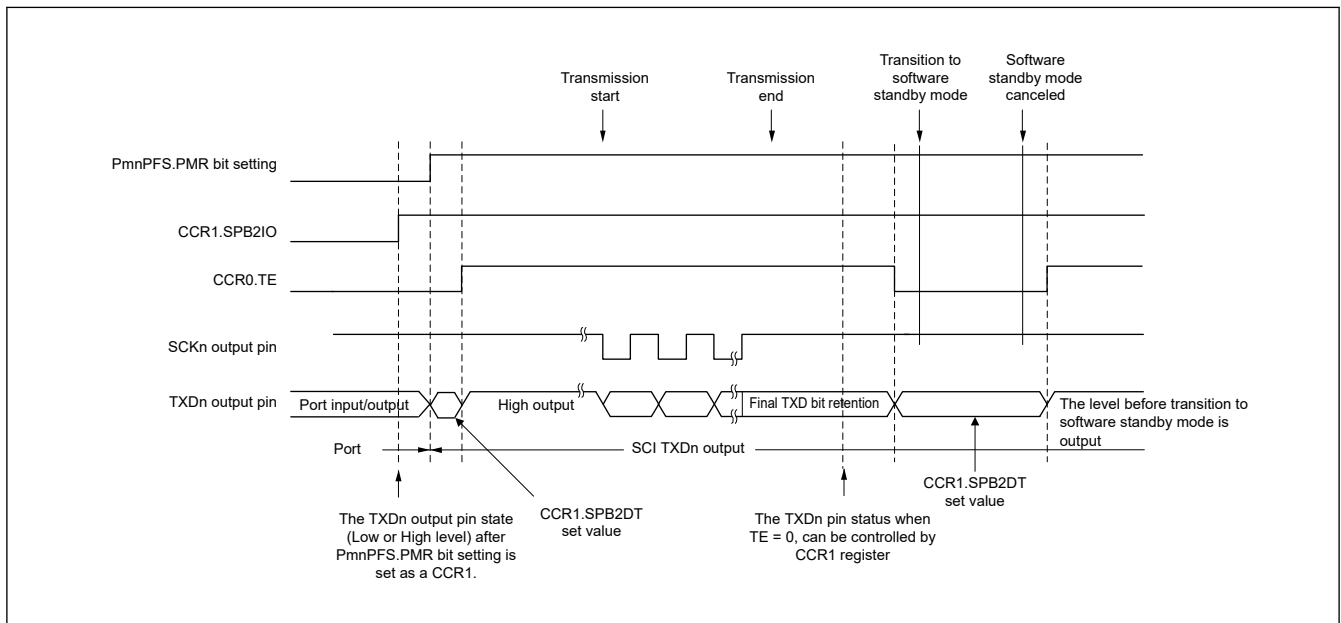 Transmission
start
Transmission
end
Transition to
software
standby mode
Software
standby mode
canceled
PmnPFS.PMR bit setting
CCR1.SPB2IO
CCR0.TE
SCKn output pin
TXDn output pin
Port input/output
High output
Final TXD bit retention
The level before transition to
software standby mode is
output
Port
SCI TXDn output
The TXDn output pin state
(Low or High level) after
PmnPFS.PMR bit setting is
set as a CCR1.
CCR1.SPB2DT
set value
The TXDn pin status when
TE = 0, can be controlled by
CCR1 register
CCR1.SPB2DT
set value